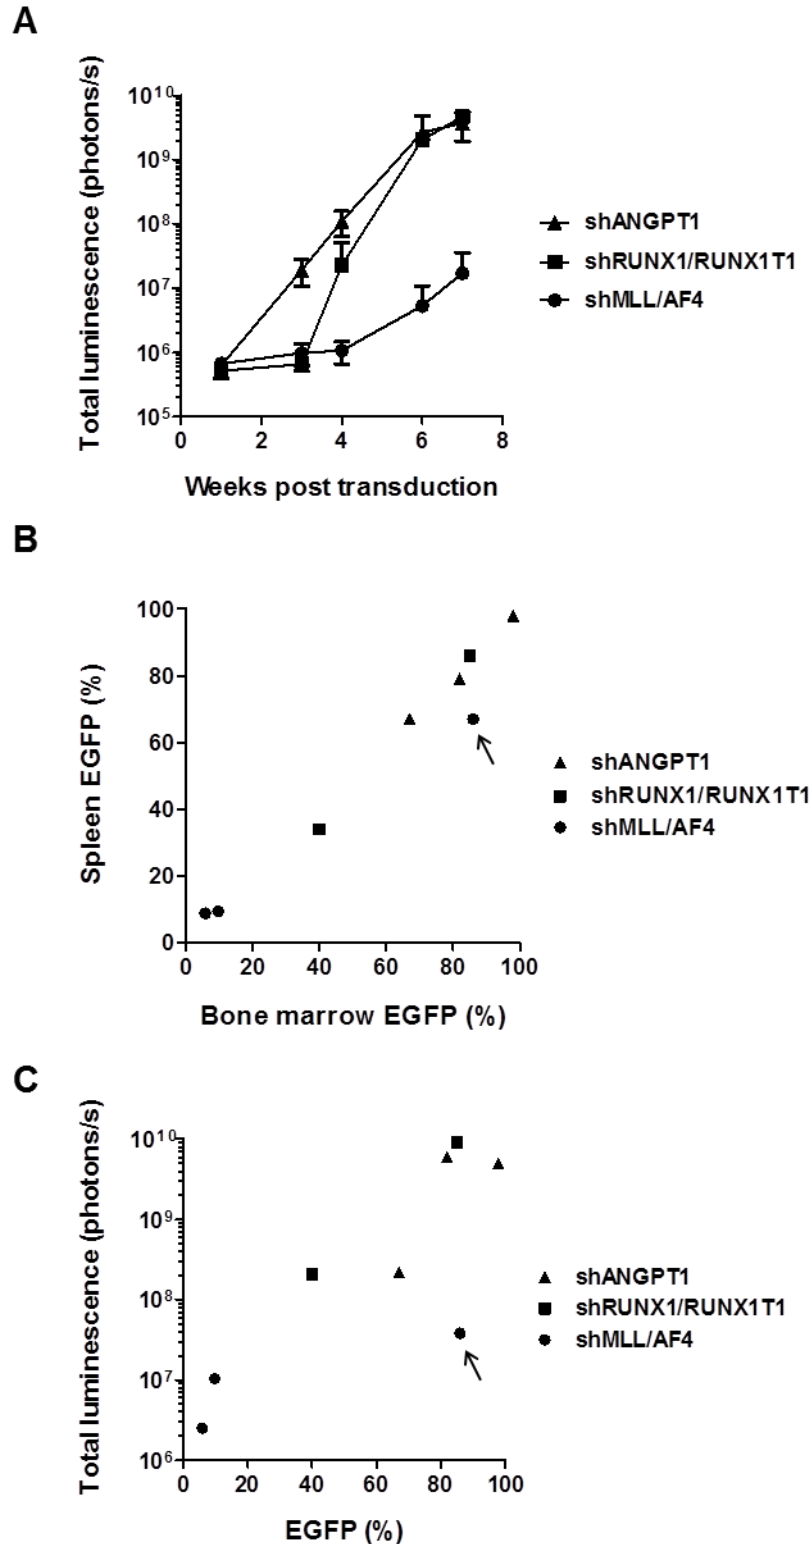 A
Total luminescence (photons/s)
10^10
10^9
10^8
10^7
10^6
10^5
0 2 4 6 8
Weeks post transduction
shANGPT1
shRUNX1/RUNX1T1
shMLL/AF4
B
Spleen EGFP (%)
100
80
60
40
20
0
0 20 40 60 80 100
Bone marrow EGFP (%)
shANGPT1
shRUNX1/RUNX1T1
shMLL/AF4
C
Total luminescence (photons/s)
10^10
10^9
10^8
10^7
10^6
0 20 40 60 80 100
EGFP (%)
shANGPT1
shRUNX1/RUNX1T1
shMLL/AF4